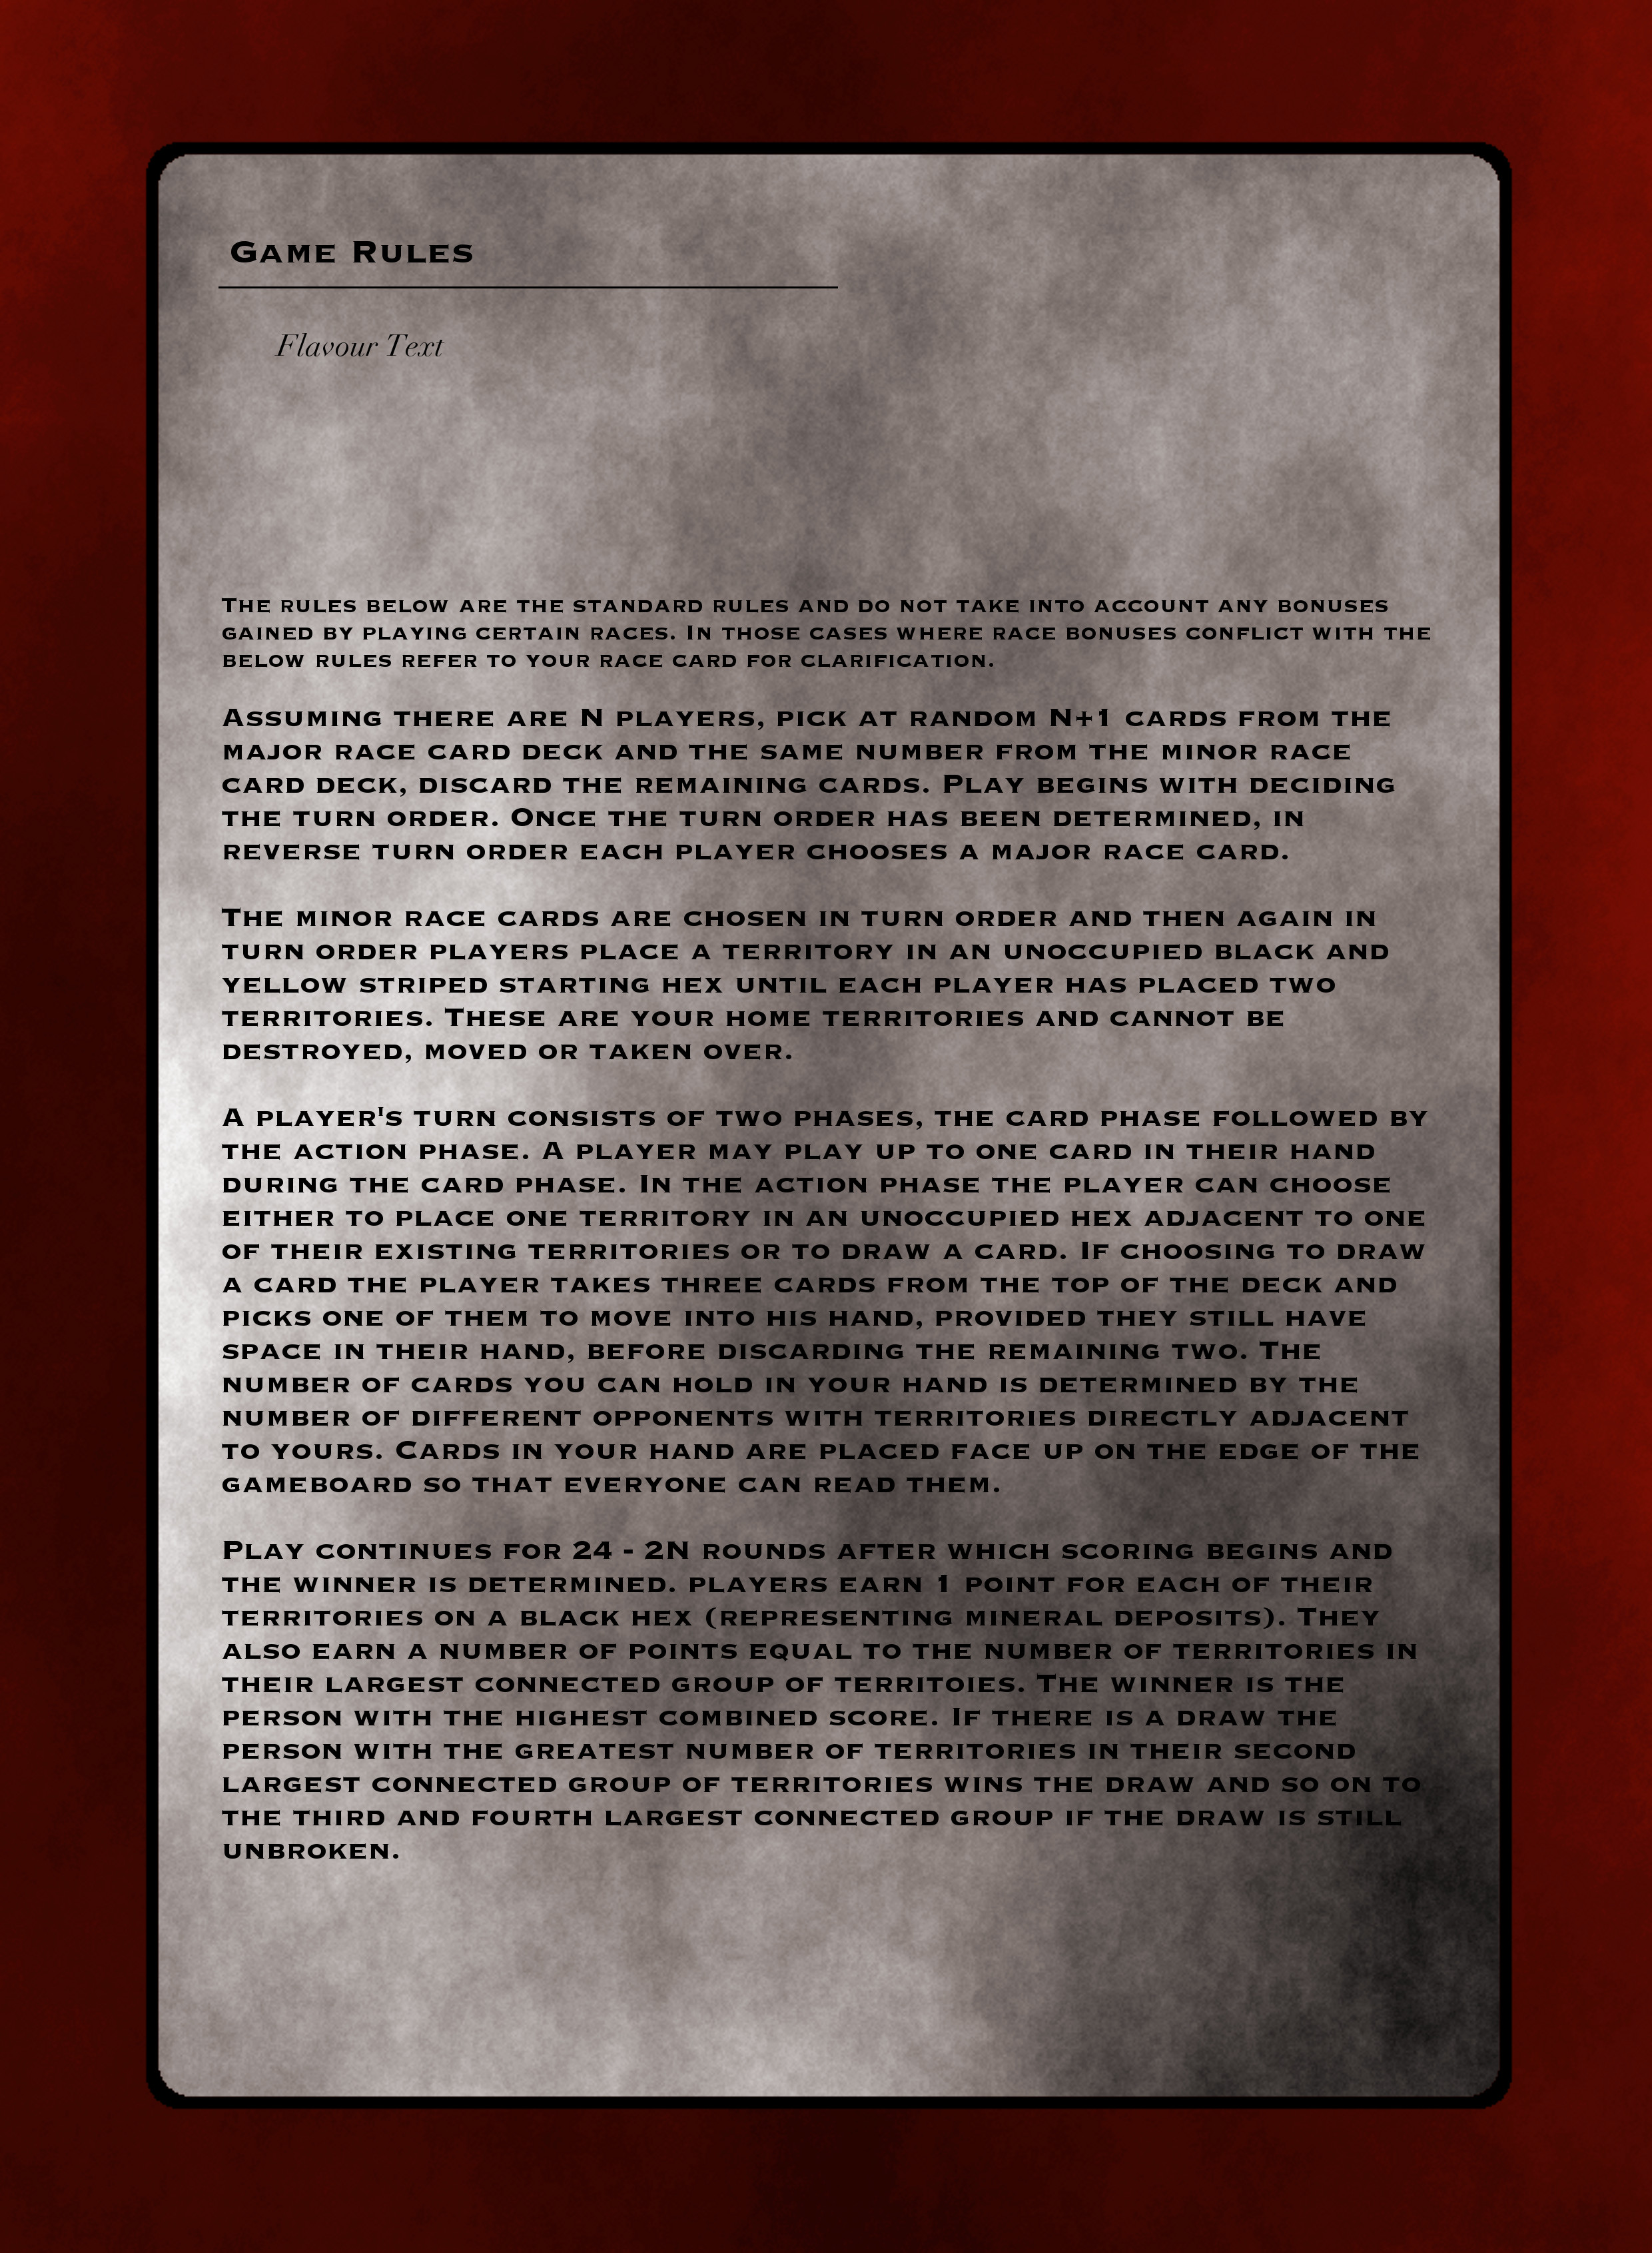 Game Rules
Flavour Text
The rules below are the standard rules and do not take into account any bonuses
gained by playing certain races. In those cases where race bonuses conflict with the
below rules refer to your race card for clarification.
Assuming there are N players, pick at random N+1 cards from the
major race card deck and the same number from the minor race
card deck, discard the remaining cards. Play begins with deciding
the turn order. Once the turn order has been determined, in
reverse turn order each player chooses a major race card.
The minor race cards are chosen in turn order and then again in
turn order players place a territory in an unoccupied black and
yellow striped starting hex until each player has placed two
territories. These are your home territories and cannot be
destroyed, moved or taken over.
A player's turn consists of two phases, the card phase followed by
the action phase. A player may play up to one card in their hand
during the card phase. In the action phase the player can choose
either to place one territory in an unoccupied hex adjacent to one
of their existing territories or to draw a card. If choosing to draw
a card the player takes three cards from the top of the deck and
picks one of them to move into his hand, provided they still have
space in their hand, before discarding the remaining two. The
number of cards you can hold in your hand is determined by the
number of different opponents with territories directly adjacent
to yours. Cards in your hand are placed face up on the edge of the
gameboard so that everyone can read them.
Play continues for 24 - 2N rounds after which scoring begins and
the winner is determined. players earn 1 point for each of their
territories on a black hex (representing mineral deposits). They
also earn a number of points equal to the number of territories in
their largest connected group of territoies. The winner is the
person with the highest combined score. If there is a draw the
person with the greatest number of territories in their second
largest connected group of territories wins the draw and so on to
the third and fourth largest connected group if the draw is still
unbroken.